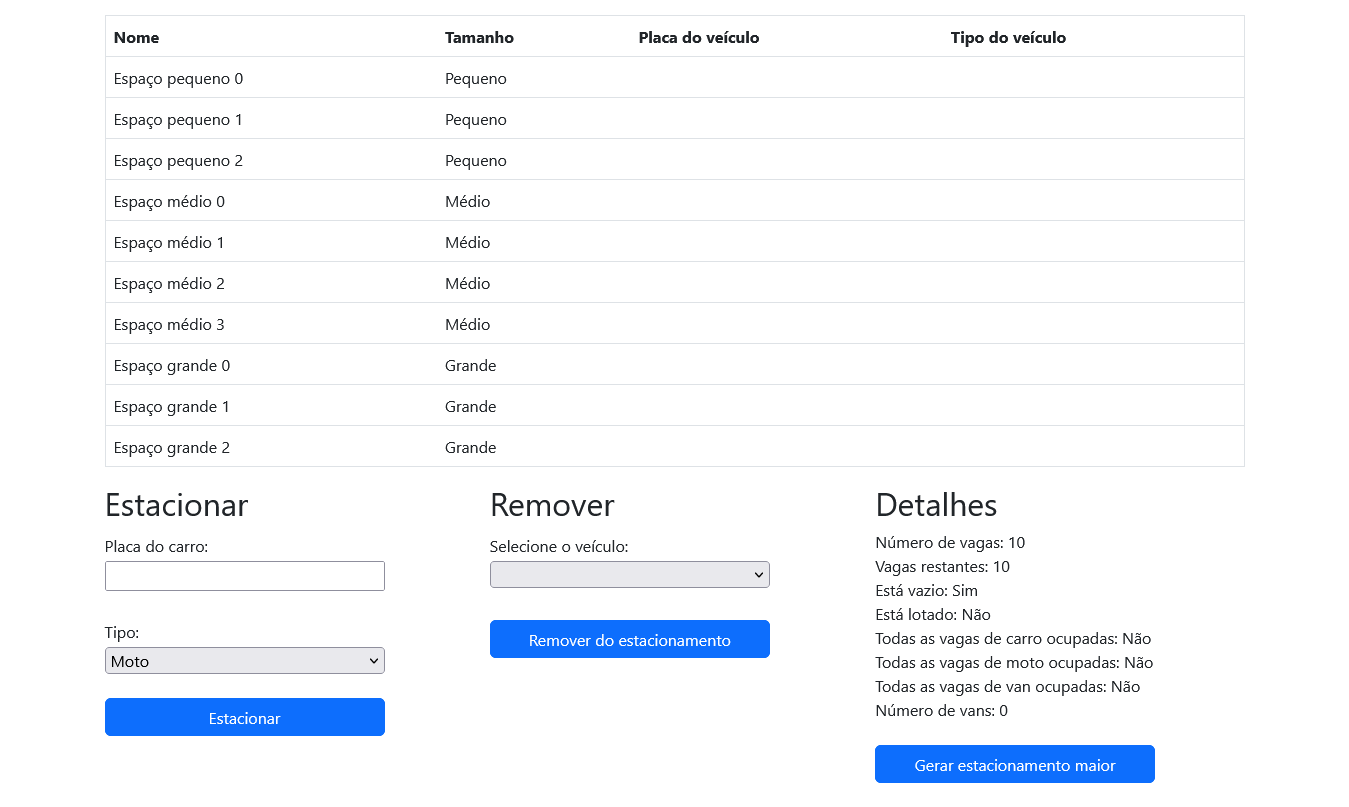 Nome Tamanho Placa do veículo Tipo do veículo
Espaço pequeno 0 Pequeno
Espaço pequeno 1 Pequeno
Espaço pequeno 2 Pequeno
Espaço médio 0 Médio
Espaço médio 1 Médio
Espaço médio 2 Médio
Espaço médio 3 Médio
Espaço grande 0 Grande
Espaço grande 1 Grande
Espaço grande 2 Grande
Estacionar
Placa do carro:
Tipo:
Moto
Estacionar
Remover
Selecione o veículo:
Remover do estacionamento
Detalhes
Número de vagas: 10
Vagas restantes: 10
Está vazio: Sim
Está lotado: Não
Todas as vagas de carro ocupadas: Não
Todas as vagas de moto ocupadas: Não
Todas as vagas de van ocupadas: Não
Número de vans: 0
Gerar estacionamento maior